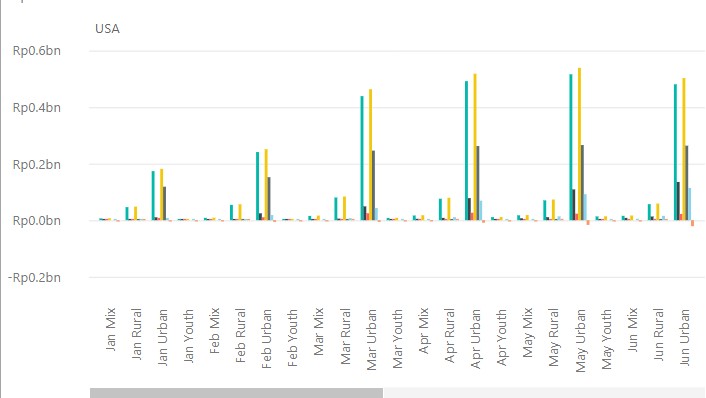 USA
Rp0.6bn
Rp0.4bn
Rp0.2bn
Rp0.0bn
-Rp0.2bn
Jan Mix
Jan Rural
Jan Urban
Jan Youth
Feb Mix
Feb Rural
Feb Urban
Feb Youth
Mar Mix
Mar Rural
Mar Urban
Mar Youth
Apr Mix
Apr Rural
Apr Urban
Apr Youth
May Mix
May Rural
May Urban
May Youth
Jun Mix
Jun Rural
Jun Urban